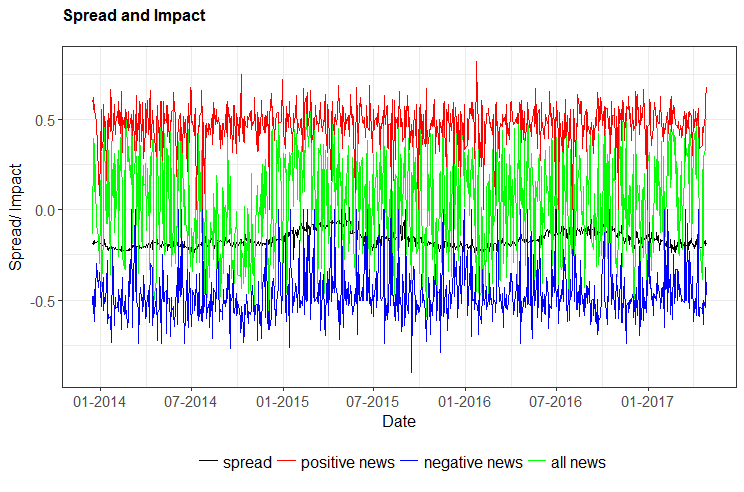 Spread and Impact
Spread/ Impact
0.5
0.0
-0.5
01-2014 07-2014 01-2015 07-2015 01-2016 07-2016 01-2017
Date
spread positive news negative news all news